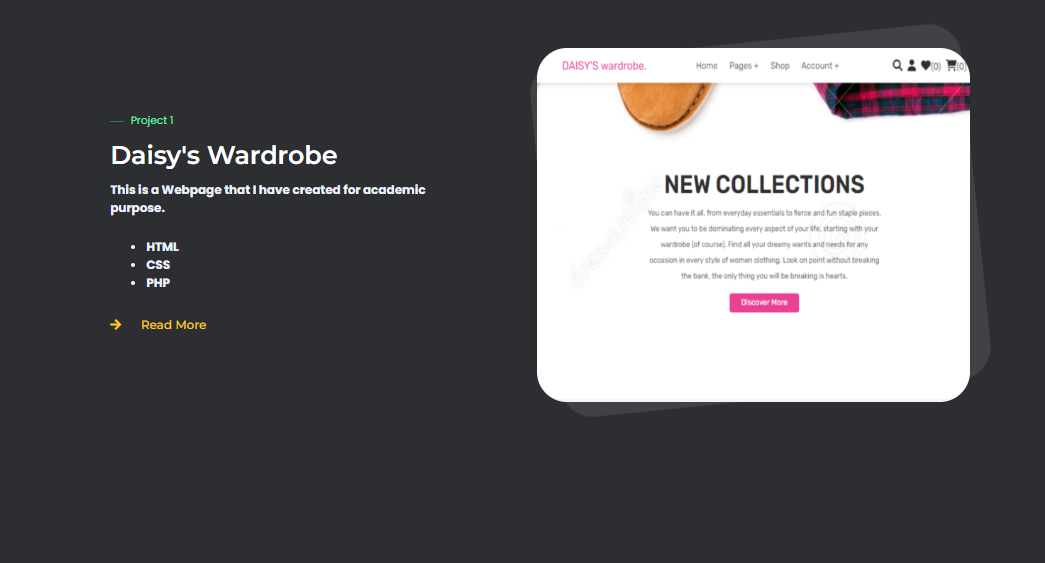 Project 1
Daisy's Wardrobe
This is a Webpage that I have created for academic
purpose.
HTML
CSS
PHP
Read More
DAISY'S wardrobe.
Home Pages + Shop Account + (0) (0)
NEW COLLECTIONS
You can have it all, from everyday essentials to fierce and fun staple pieces.
We want you to be dominating every aspect of your life, starting with your
wardrobe (of course). Find all your dreamy wants and needs for any
occasion in every style of women clothing. Look on point without breaking
the bank, the only thing you will be breaking is hearts.
Discover More